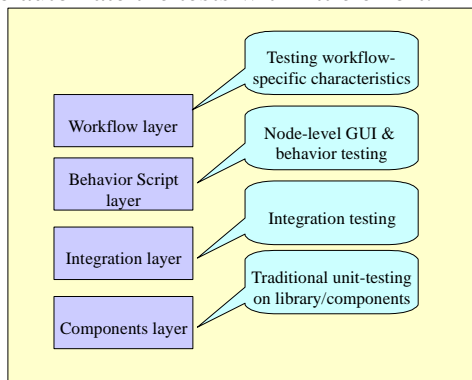 Testing workflow-
specific characteristics
Workflow layer
Node-level GUI &
behavior testing
Behavior Script
layer
Integration testing
Integration layer
Traditional unit-testing
on library/components
Components layer